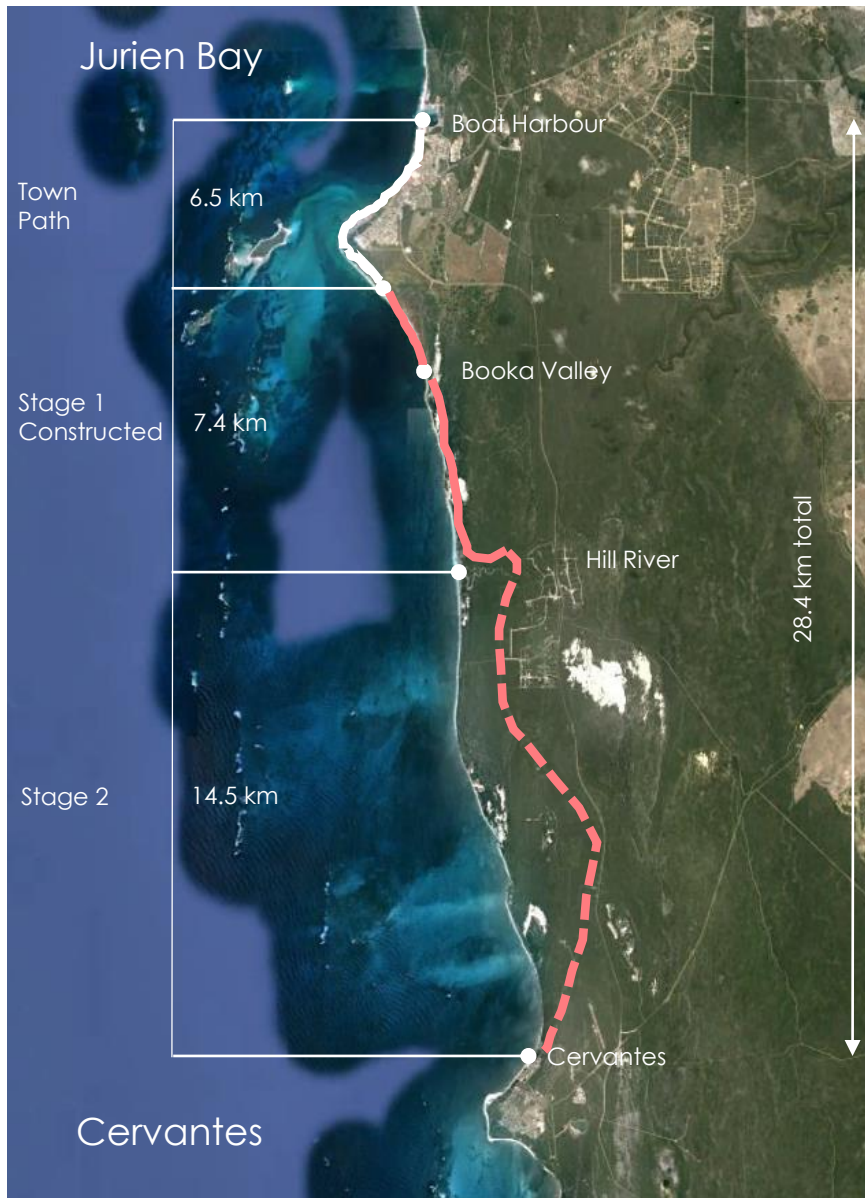 Jurien Bay
Boat Harbour
Town
Path
6.5 km
Booka Valley
Stage 1
Constructed
7.4 km
Hill River
28.4 km total
Stage 2
14.5 km
Cervantes
Cervantes